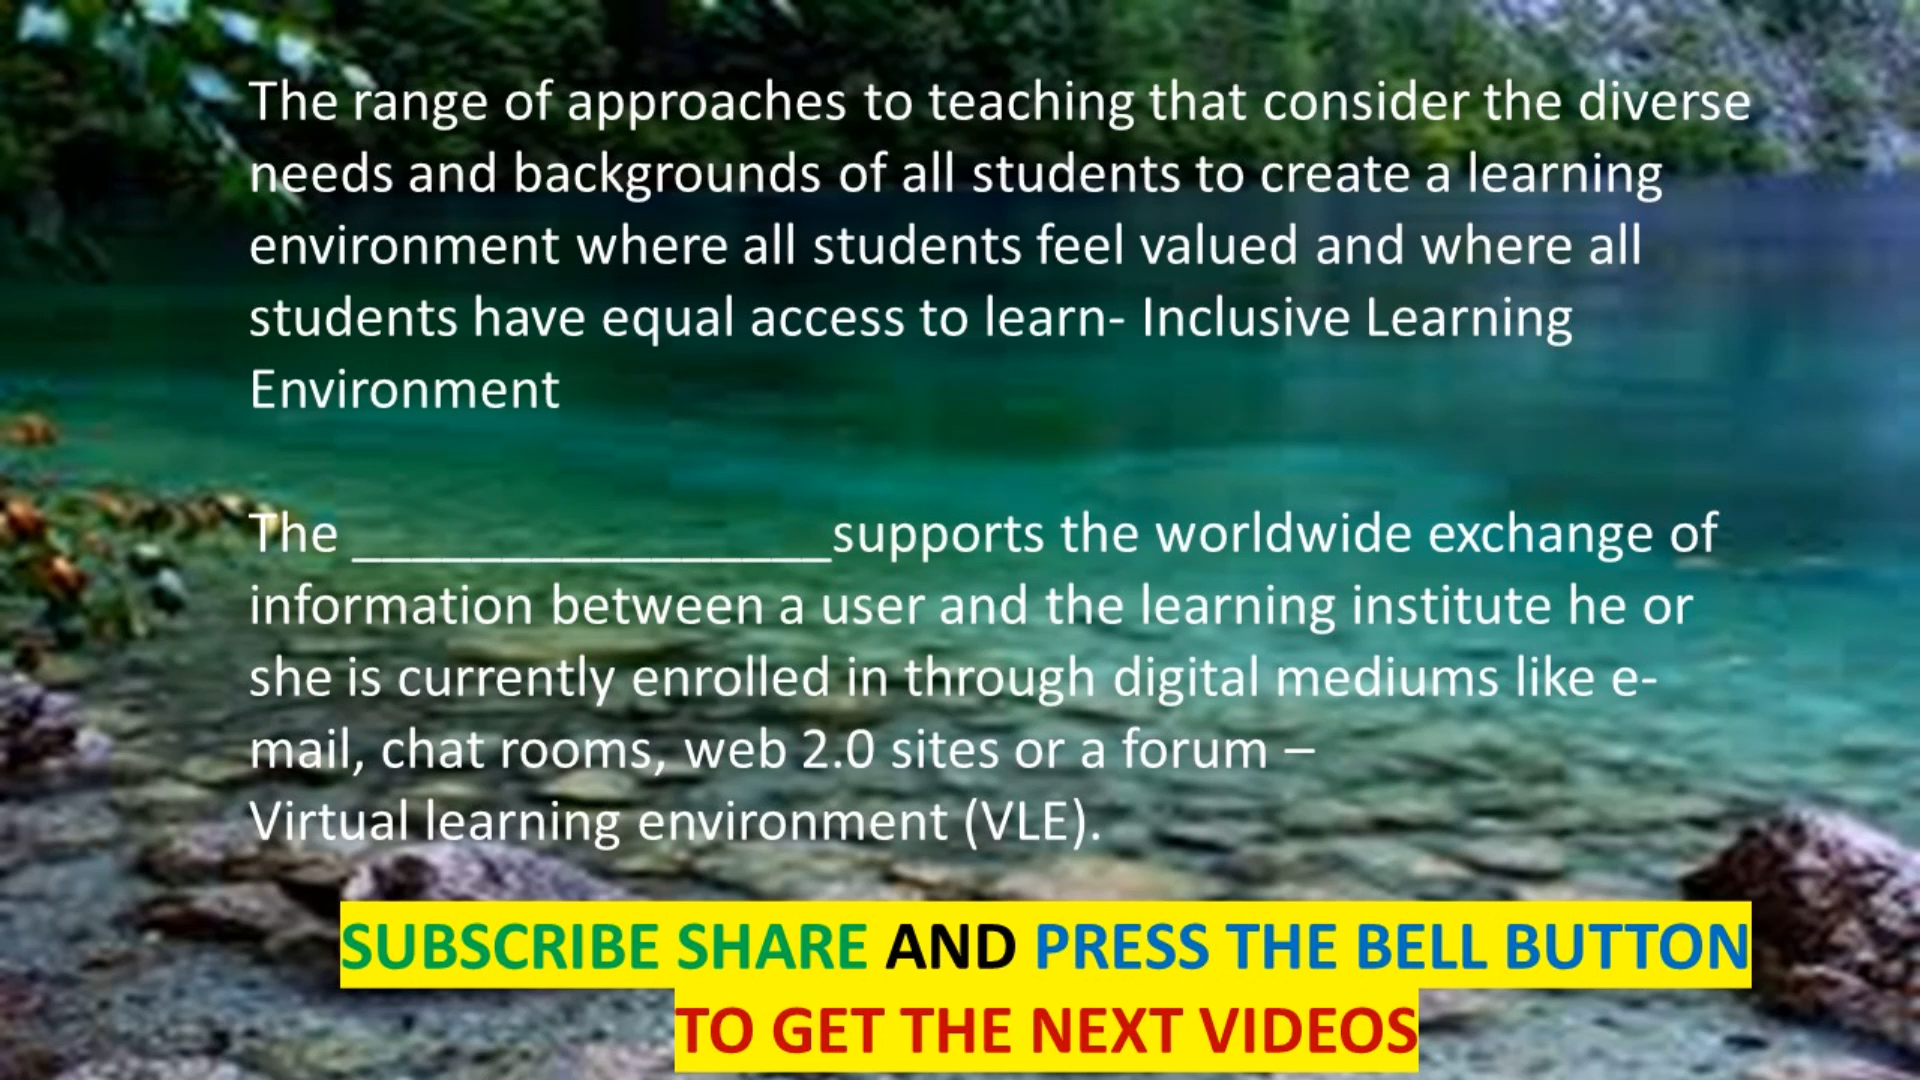 The range of approaches to teaching that consider the diverse
needs and backgrounds of all students to create a learning
environment where all students feel valued and where all
students have equal access to learn- Inclusive Learning
Environment
The ________________supports the worldwide exchange of
information between a user and the learning institute he or
she is currently enrolled in through digital mediums like e-
mail, chat rooms, web 2.0 sites or a forum –
Virtual learning environment (VLE).
SUBSCRIBE SHARE AND PRESS THE BELL BUTTON
TO GET THE NEXT VIDEOS